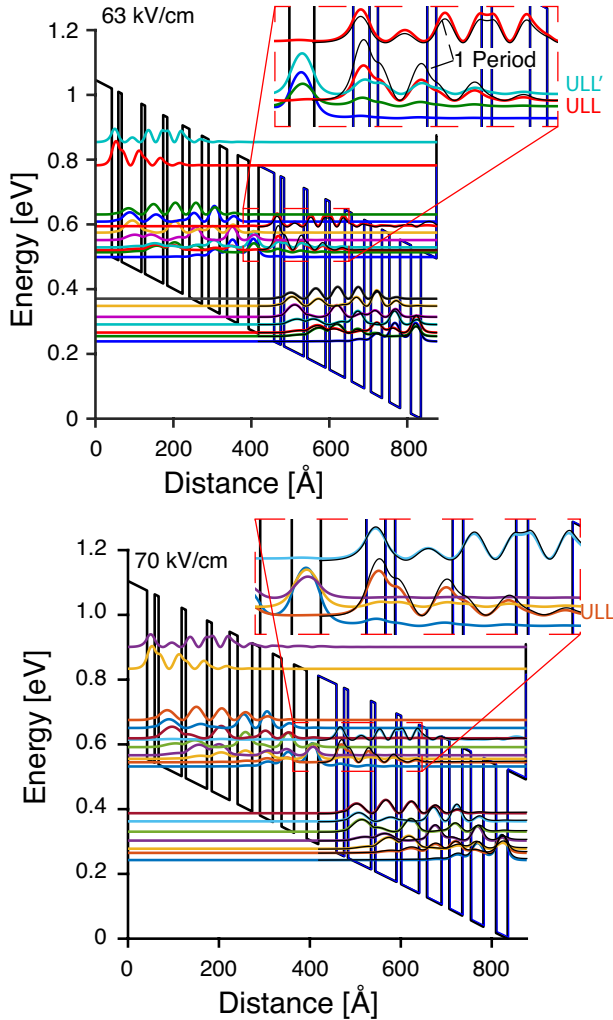 63 kV/cm
1.2
1
0.8
0.6
0.4
0.2
0
Energy [eV]
1 Period
ULL'
ULL
0
200
400
600
800
Distance [Å]
70 kV/cm
1.2
1.0
0.8
0.6
0.4
0.2
0
Energy [eV]
ULL
0
200
400
600
800
Distance [Å]